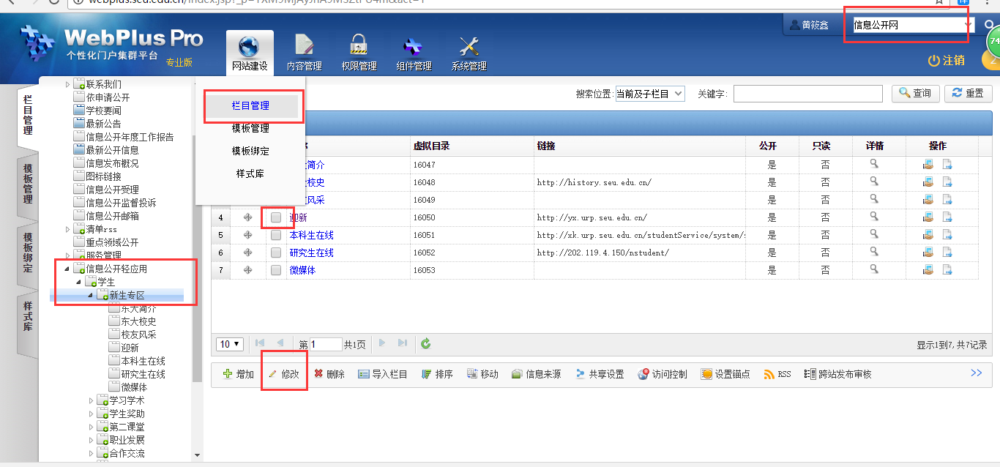 WebPlus Pro
个性化门户集群平台
专业版
网站建设
内容管理
权限管理
组件管理
系统管理
黄筱鑫
信息公开网
74
注销
2
栏目管理
模板管理
模板绑定
样式库
联系我们
依申请公开
学校要闻
最新公告
信息公开年度工作报告
最新公开信息
信息发布概况
图标链接
信息公开受理
信息公开监督投诉
信息公开邮箱
清单rss
重点领域公开
服务管理
信息公开轻应用
学生
新生专区
东大简介
东大校史
校友风采
迎新
本科生在线
研究生在线
微媒体
学习学术
学生奖助
第二课堂
职业发展
合作交流
栏目管理
模板管理
模板绑定
样式库
搜索位置: 当前及子栏目 关键字: 查询 重置
虚拟目录 链接 公开 只读 详情 操作
简介 16047 是 否
校史 16048 http://history.seu.edu.cn/ 是 否
风采 16049 是 否
4 迎新 16050 http://yx.urp.seu.edu.cn/ 是 否
5 本科生在线 16051 http://xk.urp.seu.edu.cn/studentService/system/ 是 否
6 研究生在线 16052 http://202.119.4.150/nstudent/ 是 否
7 微媒体 16053 是 否
10 第 1 共1页 显示1到7, 共7记录
增加 修改 删除 导入栏目 排序 移动 信息来源 共享设置 访问控制 设置锚点 RSS 跨站发布审核 >>